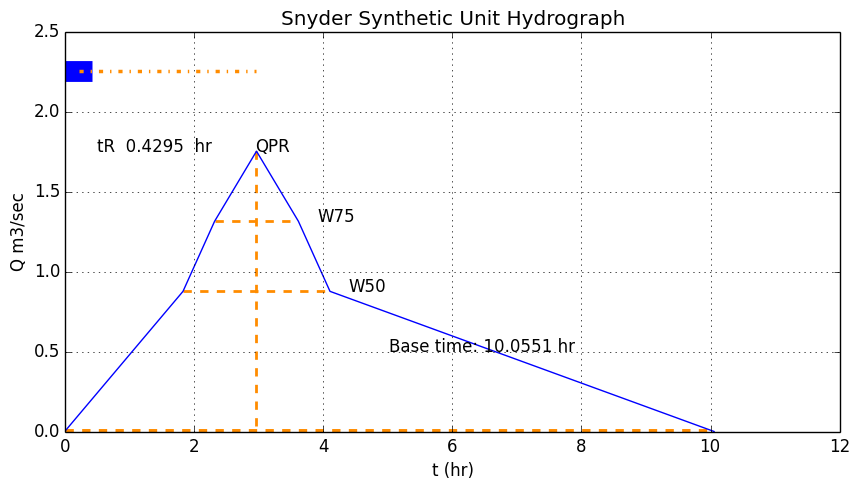 Snyder Synthetic Unit Hydrograph
2.5
2.0
tR  0.4295  hr
QPR
1.5
W75
Q m3/sec
1.0
W50
0.5
Base time: 10.0551 hr
0.0
0 2 4 6 8 10 12
t (hr)